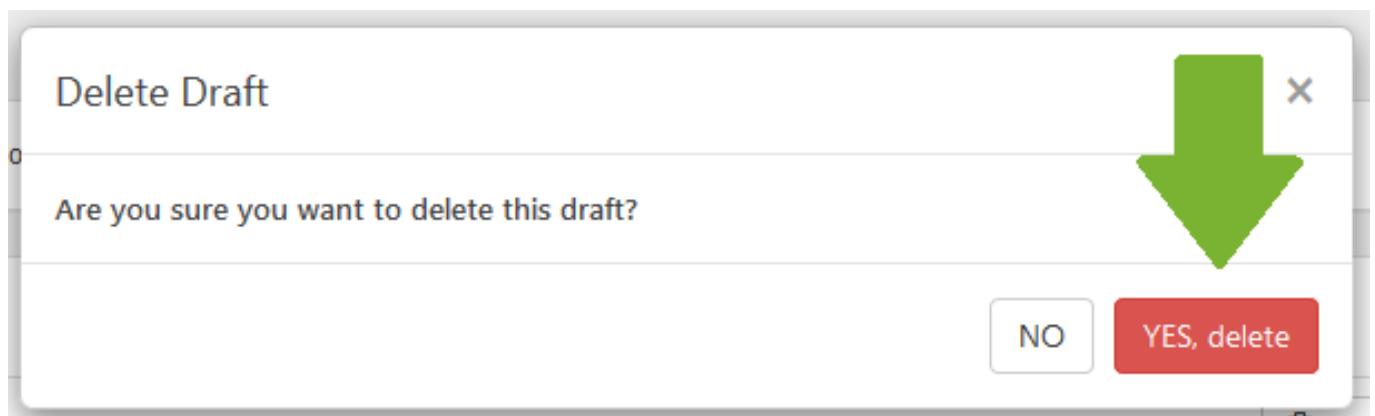 Delete Draft
×
Are you sure you want to delete this draft?
NO
YES, delete